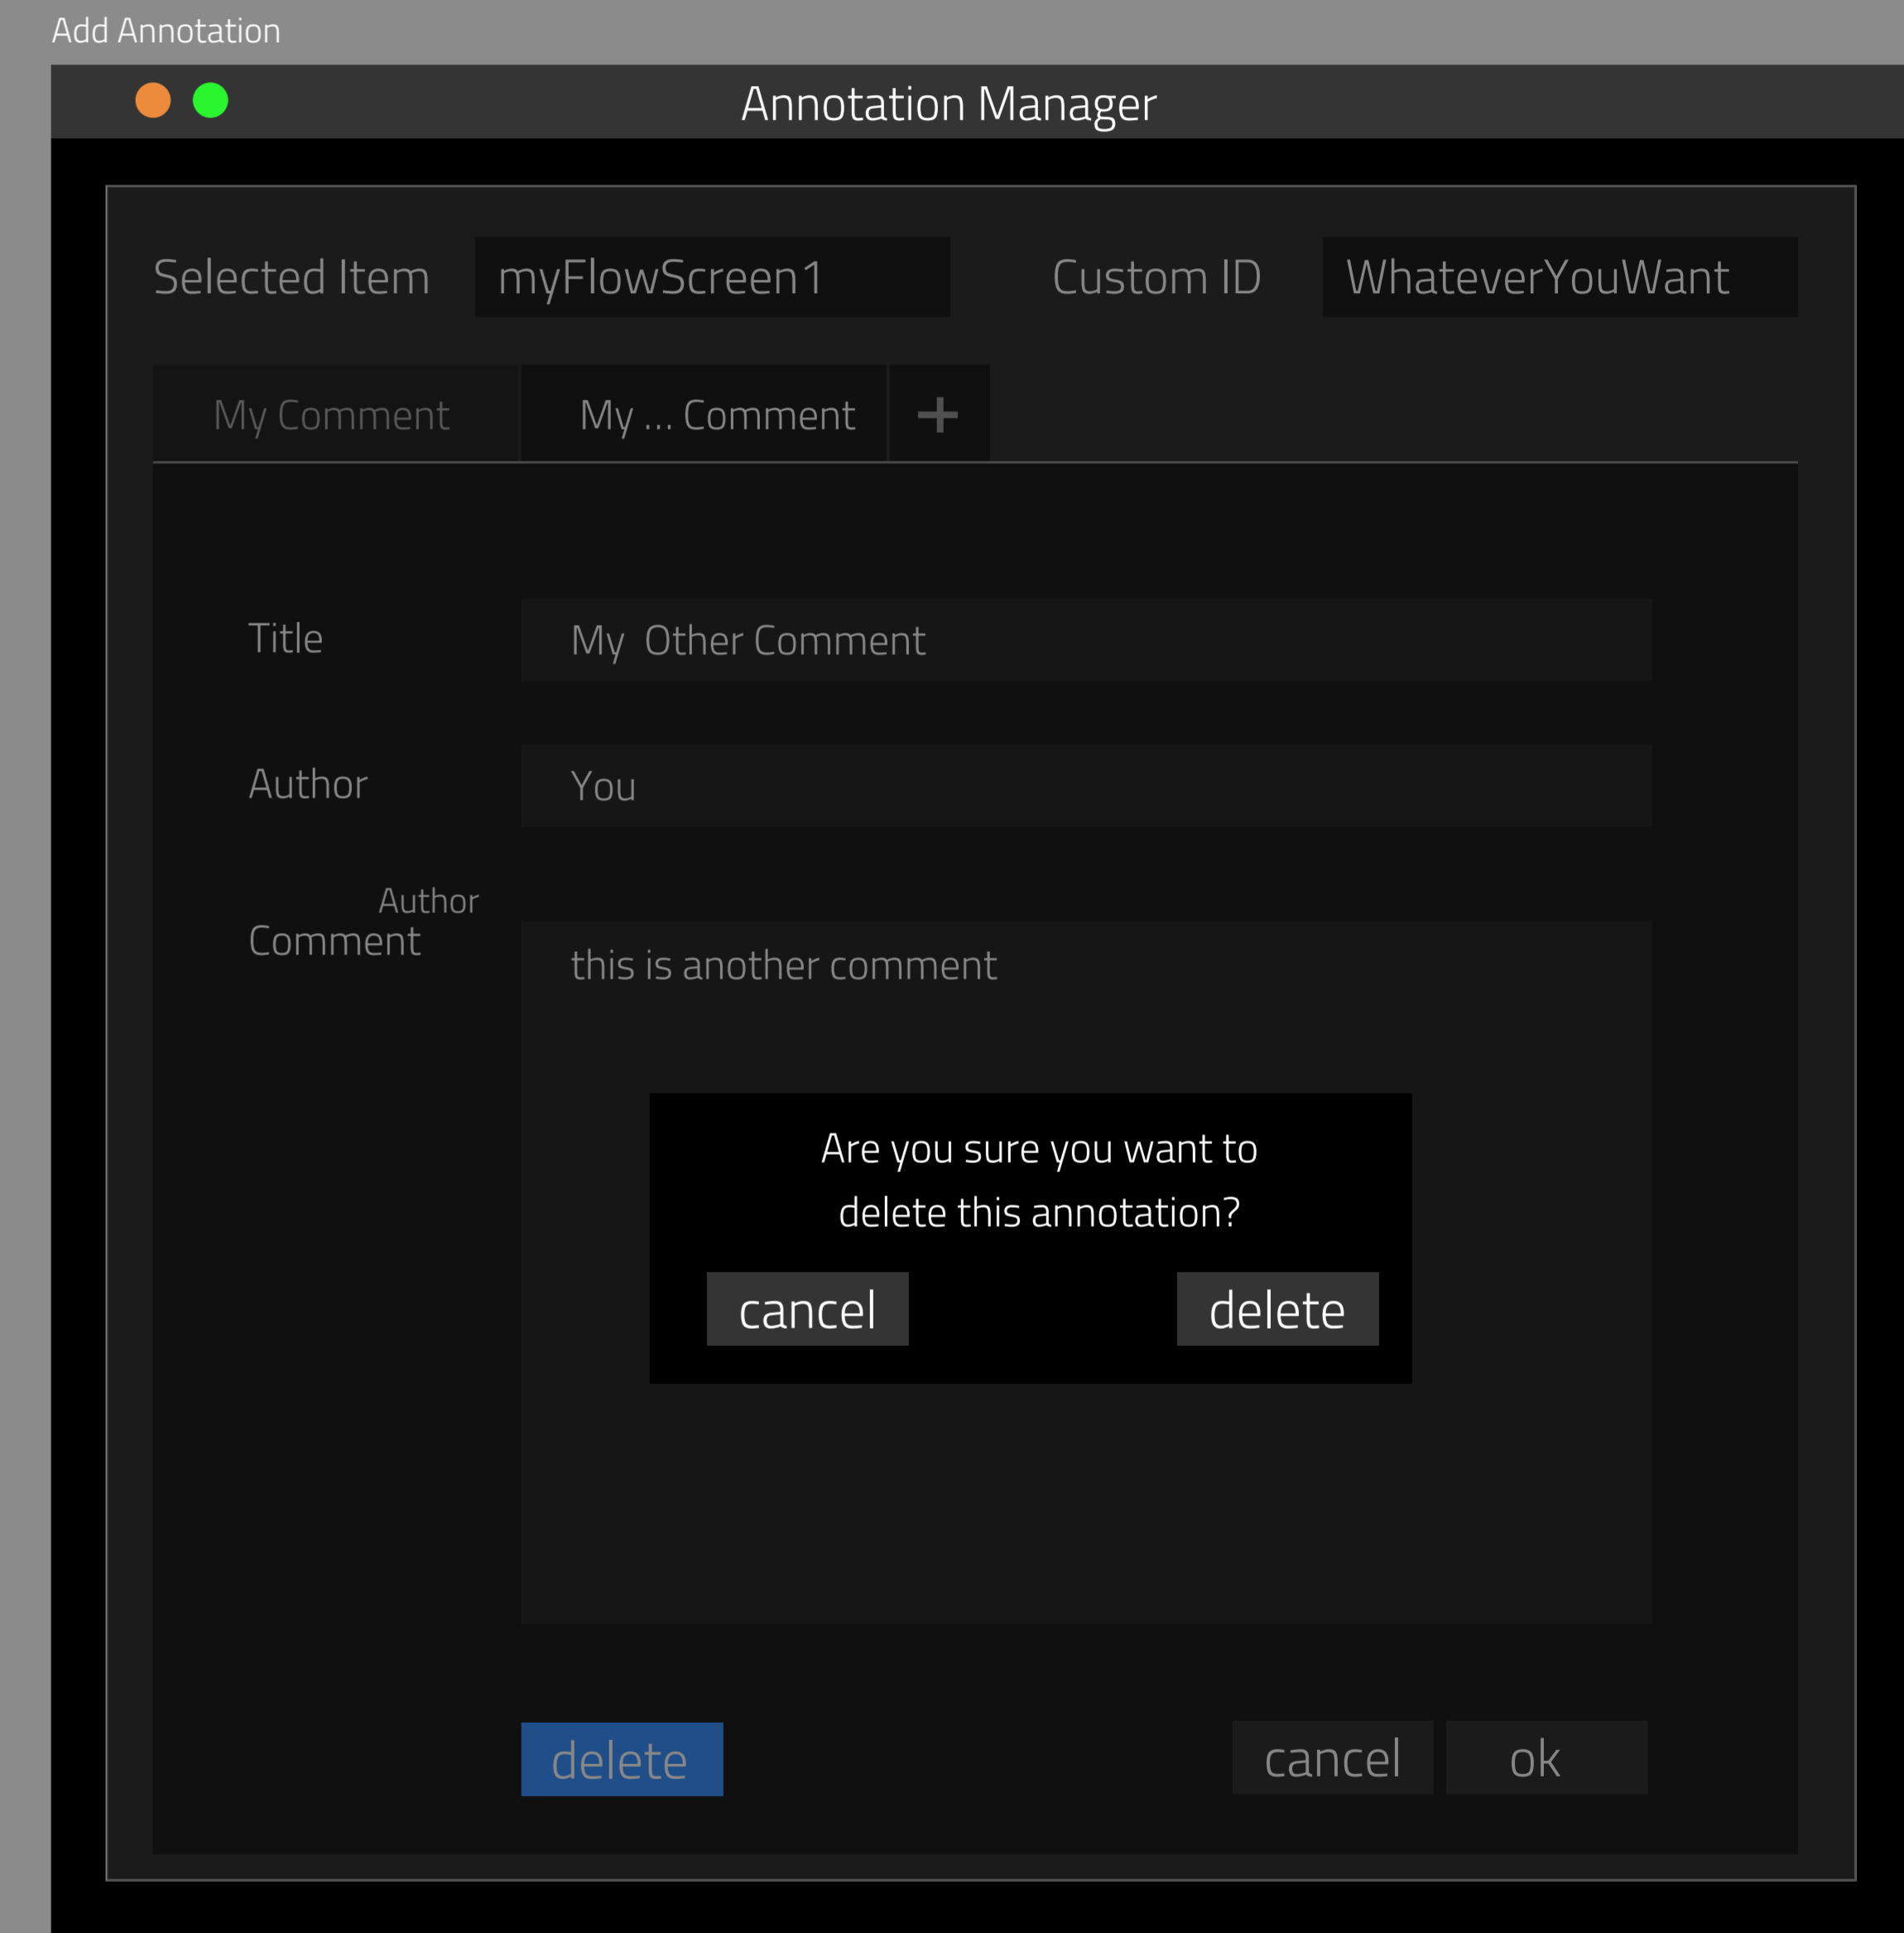 Add Annotation
Annotation Manager
Selected Item myFlowScreen1 Custom ID WhateverYouWant
My Comment My ... Comment +
Title My Other Comment
Author You
Author
Comment
this is another comment
Are you sure you want to
delete this annotation?
cancel delete
delete cancel ok